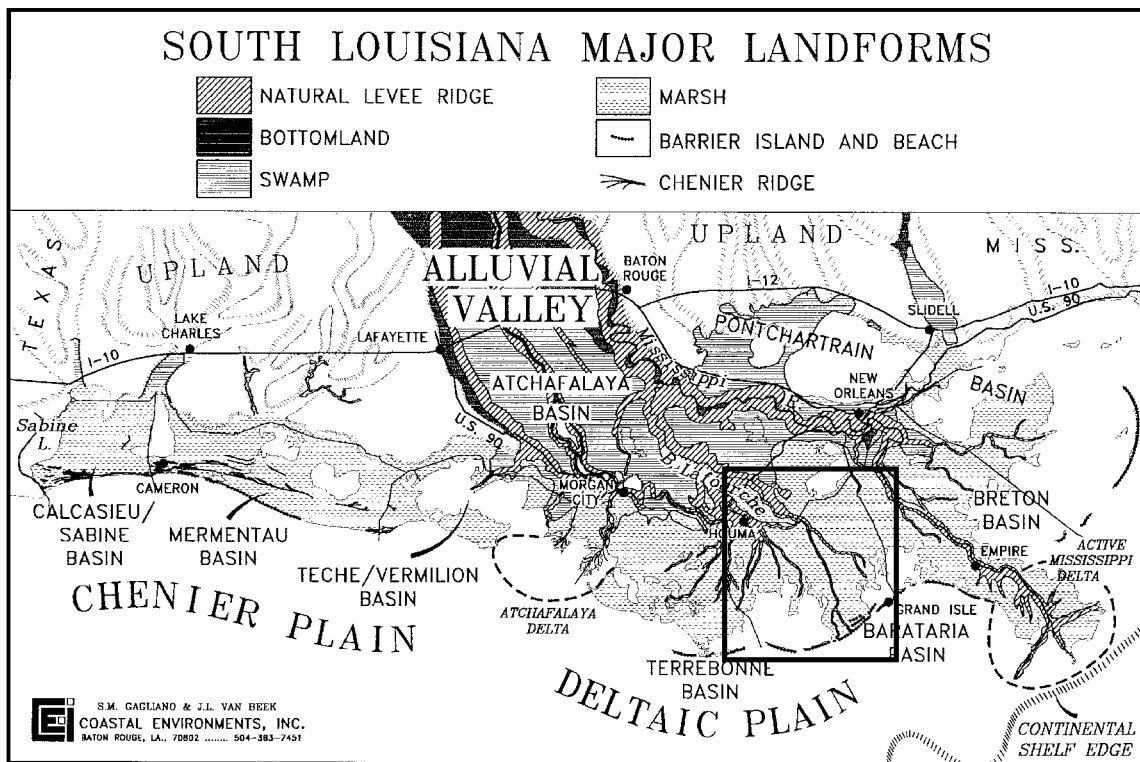 SOUTH LOUISIANA MAJOR LANDFORMS
NATURAL LEVEE RIDGE
BOTTOMLAND
SWAMP
MARSH
BARRIER ISLAND AND BEACH
CHENIER RIDGE
TEXAS
UPLAND
UPLAND
MISS.
ALLUVIAL
VALLEY
BATON
ROUGE
I-12
I-10
U.S. 90
SLIDELL
LAKE
CHARLES
I-10
LAFAYETTE
Mississippi
R.
PONTCHARTRAIN
BASIN
NEW
ORLEANS
ATCHAFALAYA
BASIN
U.S. 90
Sabine
L.
CAMERON
CALCASIEU/
SABINE
BASIN
MERMENTAU
BASIN
TECHE/VERMILION
BASIN
MORGAN
CITY
Lafourche
HOUMA
BRETON
BASIN
EMPIRE
ACTIVE
MISSISSIPPI
DELTA
ATCHAFALAYA
DELTA
GRAND ISLE
BARATARIA
BASIN
TERREBONNE
BASIN
CHENIER PLAIN
DELTAIC PLAIN
CONTINENTAL
SHELF EDGE
S.M. GAGLIANO & J.L. VAN BEEK
COASTAL ENVIRONMENTS, INC.
BATON ROUGE, LA., 70802 ........ 504-383-7451